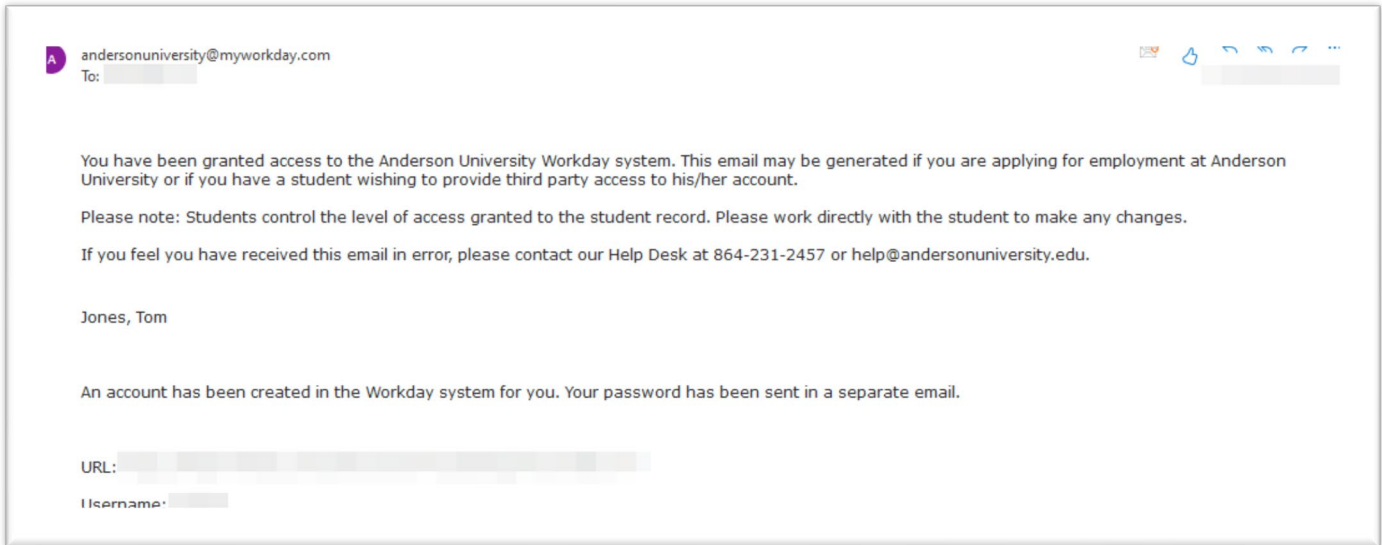 A
andersonuniversity@myworkday.com
To:
You have been granted access to the Anderson University Workday system. This email may be generated if you are applying for employment at Anderson
University or if you have a student wishing to provide third party access to his/her account.
Please note: Students control the level of access granted to the student record. Please work directly with the student to make any changes.
If you feel you have received this email in error, please contact our Help Desk at 864-231-2457 or help@andersonuniversity.edu.
Jones, Tom
An account has been created in the Workday system for you. Your password has been sent in a separate email.
URL:
Username: